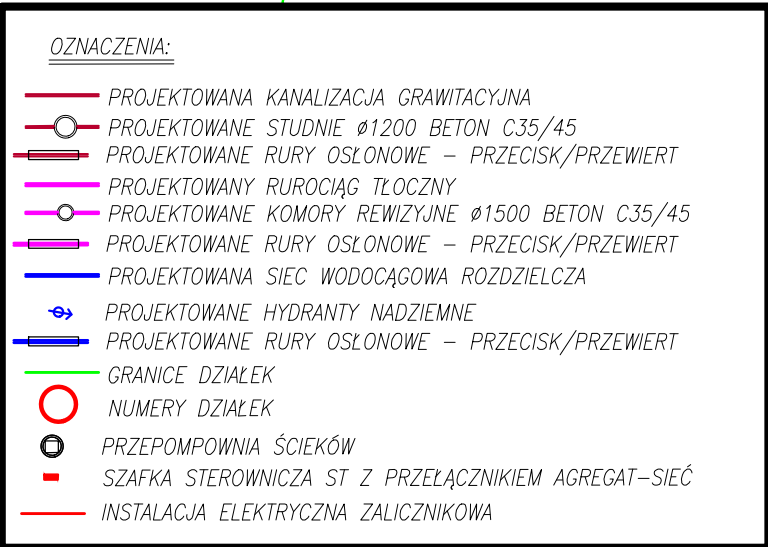 OZNACZENIA:
PROJEKTOWANA KANALIZACJA GRAWITACYJNA
PROJEKTOWANE STUDNIE ø1200 BETON C35/45
PROJEKTOWANE RURY OSŁONOWE – PRZECISK/PRZEWIERT
PROJEKTOWANY RUROCIĄG TŁOCZNY
PROJEKTOWANE KOMORY REWIZYJNE ø1500 BETON C35/45
PROJEKTOWANE RURY OSŁONOWE – PRZECISK/PRZEWIERT
PROJEKTOWANA SIEC WODOCĄGOWA ROZDZIELCZA
PROJEKTOWANE HYDRANTY NADZIEMNE
PROJEKTOWANE RURY OSŁONOWE – PRZECISK/PRZEWIERT
GRANICE DZIAŁEK
NUMERY DZIAŁEK
PRZEPOMPOWNIA ŚCIEKÓW
SZAFKA STEROWNICZA ST Z PRZEŁĄCZNIKIEM AGREGAT–SIEĆ
INSTALACJA ELEKTRYCZNA ZALICZNIKOWA